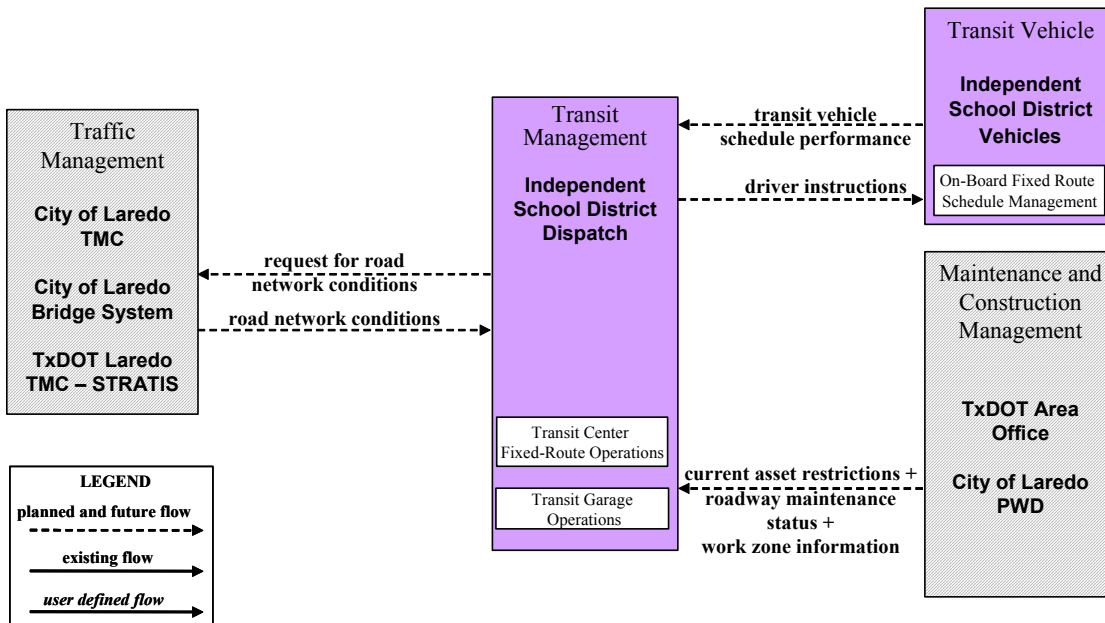 Traffic
Management
City of Laredo
TMC
City of Laredo
Bridge System
TxDOT Laredo
TMC – STRATIS
request for road
network conditions
road network conditions
Transit
Management
Independent
School District
Dispatch
Transit Center
Fixed-Route Operations
Transit Garage
Operations
transit vehicle
schedule performance
driver instructions
current asset restrictions +
roadway maintenance
status +
work zone information
Transit Vehicle
Independent
School District
Vehicles
On-Board Fixed Route
Schedule Management
Maintenance and
Construction
Management
TxDOT Area
Office
City of Laredo
PWD
LEGEND
planned and future flow
existing flow
user defined flow